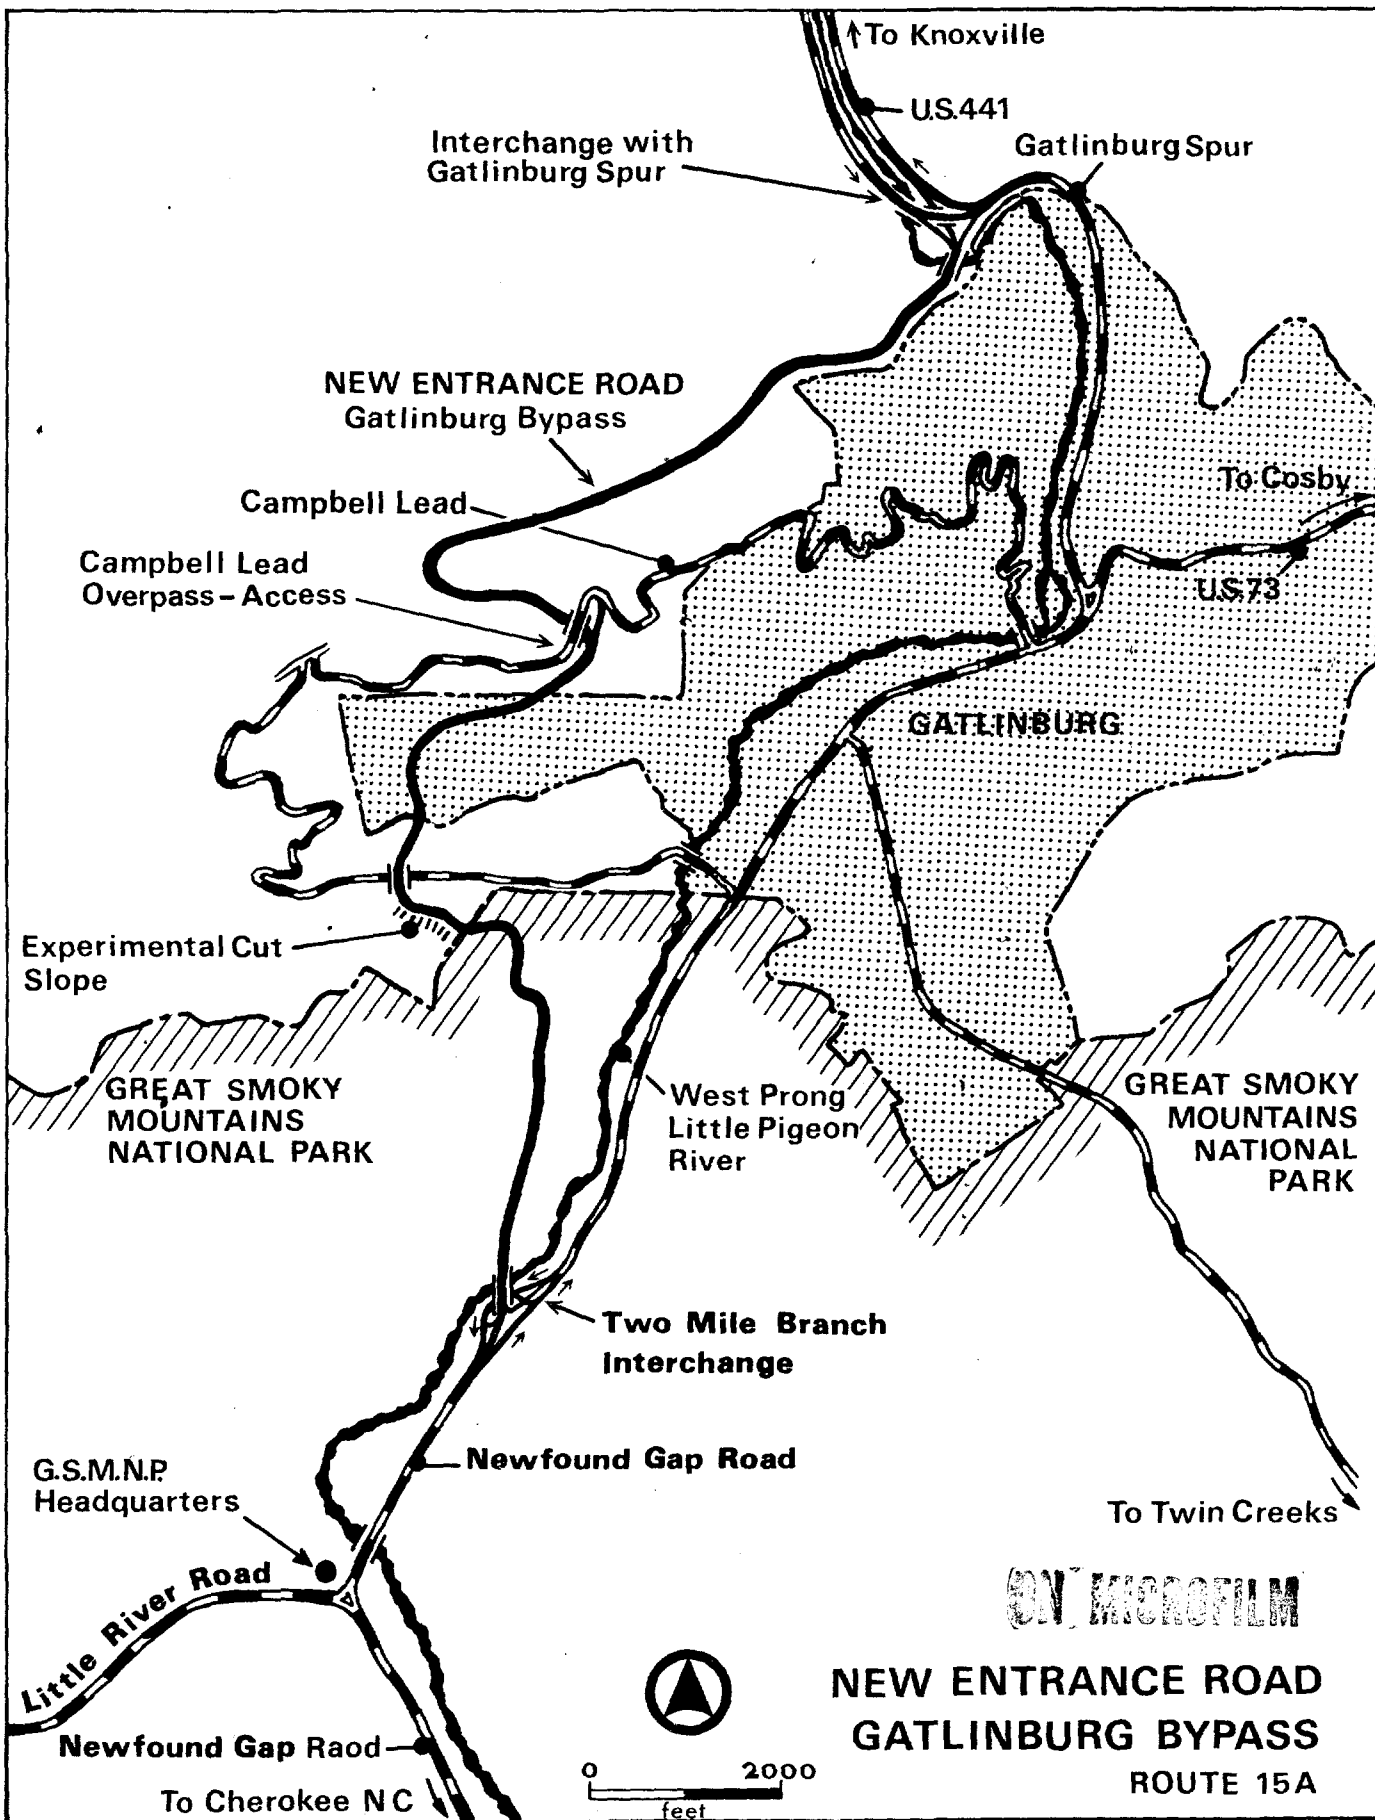 To Knoxville
U.S.441
Interchange with
Gatlinburg Spur
Gatlinburg Spur
NEW ENTRANCE ROAD
Gatlinburg Bypass
To Cosby
Campbell Lead
Campbell Lead
Overpass-Access
U.S.73
GATLINBURG
Experimental Cut
Slope
GREAT SMOKY
MOUNTAINS
NATIONAL PARK
West Prong
Little Pigeon
River
GREAT SMOKY
MOUNTAINS
NATIONAL
PARK
Two Mile Branch
Interchange
Newfound Gap Road
G.S.M.N.P.
Headquarters
To Twin Creeks
Little River Road
ON MICROFILM
NEW ENTRANCE ROAD
GATLINBURG BYPASS
ROUTE 15A
Newfound Gap Raod
To Cherokee NC
0 2000
feet